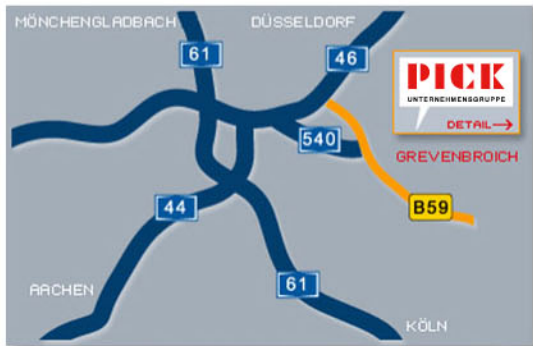 MÖNCHENGLADBACH
DÜSSELDORF
61
46
PICK
UNTERNEHMENSGRUPPE
DETAIL→
540
GREVENBROICH
44
B59
AACHEN
61
KÖLN